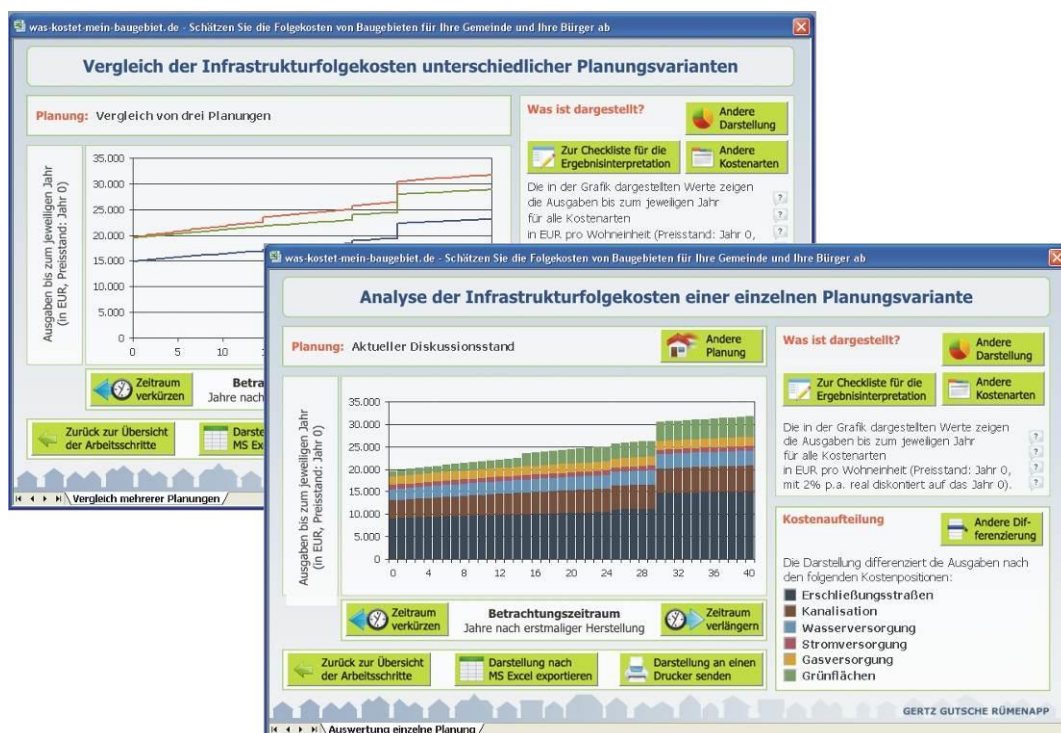 was-kostet-mein-baugebiet.de - Schätzen Sie die Folgekosten von Baugebieten für Ihre Gemeinde und Ihre Bürger ab
Vergleich der Infrastrukturfolgekosten unterschiedlicher Planungsvarianten
Planung: Vergleich von drei Planungen
Was ist dargestellt?
Andere
Darstellung
Zur Checkliste für die
Ergebnisinterpretation
Andere
Kostenarten
Die in der Grafik dargestellten Werte zeigen
die Ausgaben bis zum jeweiligen Jahr
für alle Kostenarten
in EUR pro Wohneinheit (Preisstand: Jahr 0,
?
?
?
Ausgaben bis zum jeweiligen Jahr
(in EUR, Preisstand: Jahr 0)
35.000
30.000
25.000
20.000
15.000
10.000
5.000
0
0 5 10
Zeitraum
verkürzen
Jahre nach
Zurück zur Übersicht
der Arbeitsschritte
MS
Vergleich mehrerer Planungen
was-kostet-mein-baugebiet.de - Schätzen Sie die Folgekosten von Baugebieten für Ihre Gemeinde und Ihre Bürger ab
Analyse der Infrastrukturfolgekosten einer einzelnen Planungsvariante
Planung: Aktueller Diskussionsstand
Andere
Planung
Was ist dargestellt?
Andere
Darstellung
Zur Checkliste für die
Ergebnisinterpretation
Andere
Kostenarten
Die in der Grafik dargestellten Werte zeigen
die Ausgaben bis zum jeweiligen Jahr
für alle Kostenarten
in EUR pro Wohneinheit (Preisstand: Jahr 0,
mit 2% p.a. real diskontiert auf das Jahr 0).
?
?
?
?
Ausgaben bis zum jeweiligen Jahr
(in EUR, Preisstand: Jahr 0)
35.000
30.000
25.000
20.000
15.000
10.000
5.000
0
0 4 8 12 16 20 24 28 32 36 40
Kostenaufteilung
Andere Dif-
ferenzierung
Die Darstellung differenziert die Ausgaben nach
den folgenden Kostenpositionen:
Erschließungsstraßen
Kanalisation
Wasserversorgung
Stromversorgung
Gasversorgung
Grünflächen
Zeitraum
verkürzen
Betrachtungszeitraum
Jahre nach erstmaliger Herstellung
Zeitraum
verlängern
Zurück zur Übersicht
der Arbeitsschritte
Darstellung nach
MS Excel exportieren
Darstellung an einen
Drucker senden
GERTZ GUTSCHE RÜMENAPP
Auswertung einzelne Planung